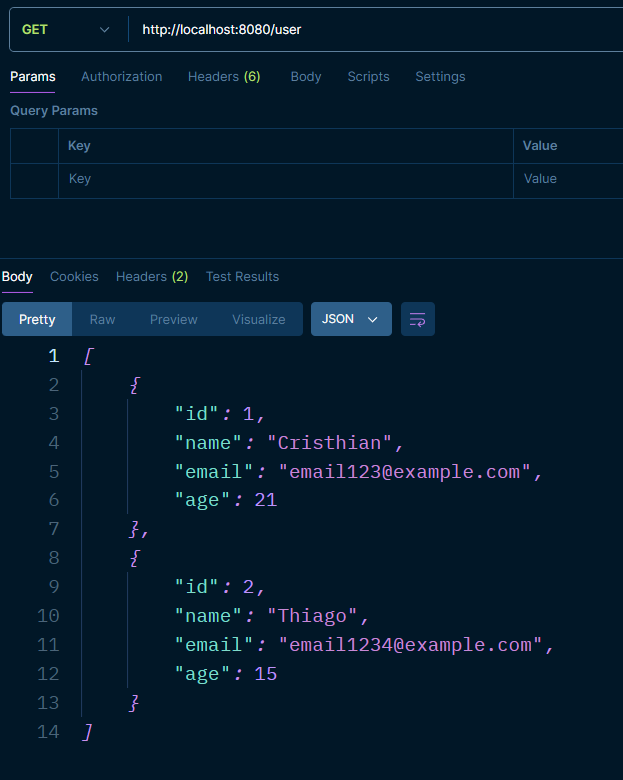 GET http://localhost:8080/user
Params Authorization Headers (6) Body Scripts Settings
Query Params
Key Value
Key Value
Body Cookies Headers (2) Test Results
Pretty Raw Preview Visualize JSON
1 [
2 {
3 "id": 1,
4 "name": "Cristhian",
5 "email": "email123@example.com",
6 "age": 21
7 },
8 {
9 "id": 2,
10 "name": "Thiago",
11 "email": "email1234@example.com",
12 "age": 15
13 }
14 ]